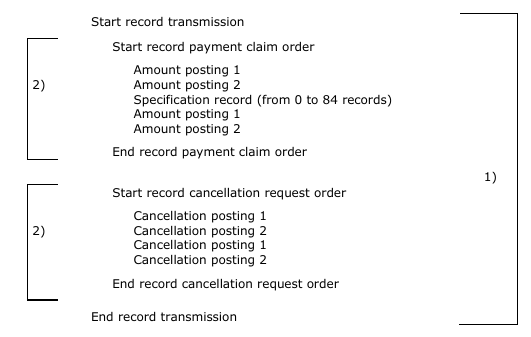 Start record transmission
Start record payment claim order
Amount posting 1
2) Amount posting 2
Specification record (from 0 to 84 records)
Amount posting 1
Amount posting 2
End record payment claim order
1)
Start record cancellation request order
Cancellation posting 1
2) Cancellation posting 2
Cancellation posting 1
Cancellation posting 2
End record cancellation request order
End record transmission